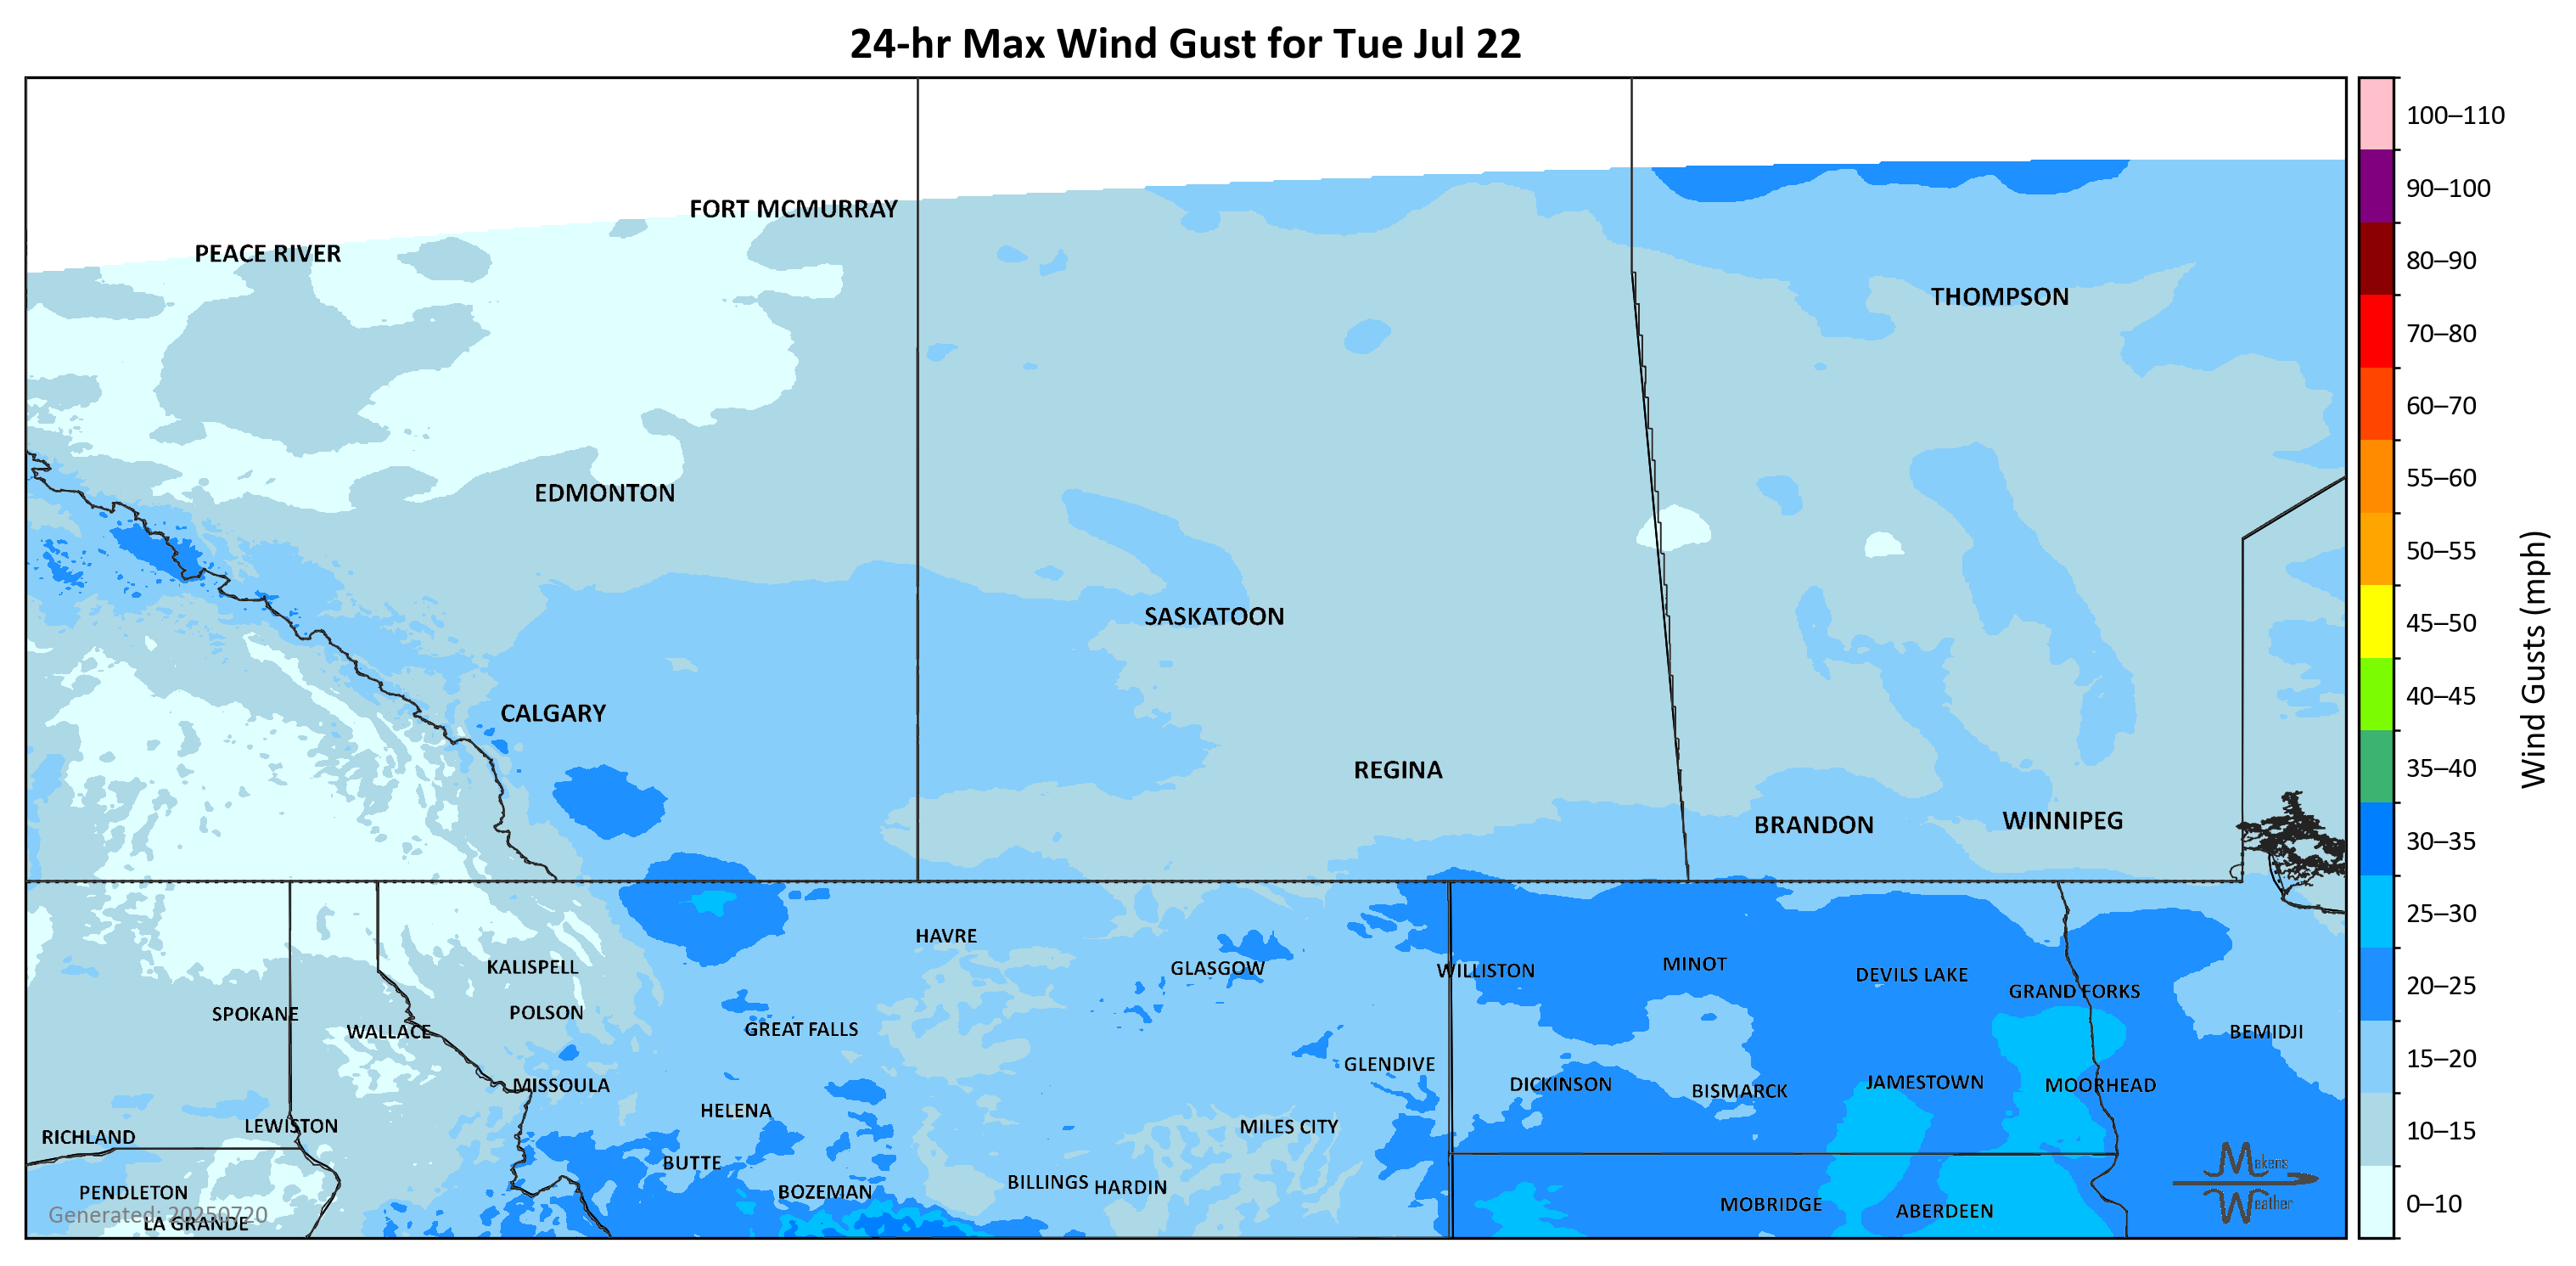 24-hr Max Wind Gust for Tue Jul 22
100–110
90–100
80–90
70–80
60–70
55–60
50–55
45–50
40–45
35–40
30–35
25–30
20–25
15–20
10–15
0–10
Wind Gusts (mph)
FORT MCMURRAY
PEACE RIVER
THOMPSON
EDMONTON
SASKATOON
CALGARY
REGINA
WINNIPEG
BRANDON
HAVRE
KALISPELL
GLASGOW
WILLISTON
MINOT
DEVILS LAKE
GRAND FORKS
SPOKANE
POLSON
WALLACE
GREAT FALLS
BEMIDJI
GLENDIVE
MISSOULA
DICKINSON
BISMARCK
JAMESTOWN
MOORHEAD
HELENA
LEWISTON
MILES CITY
RICHLAND
BUTTE
PENDLETON
BOZEMAN
BILLINGS
HARDIN
MOBRIDGE
ABERDEEN
Generated: 20250720
LA GRANDE
Makens
Weather